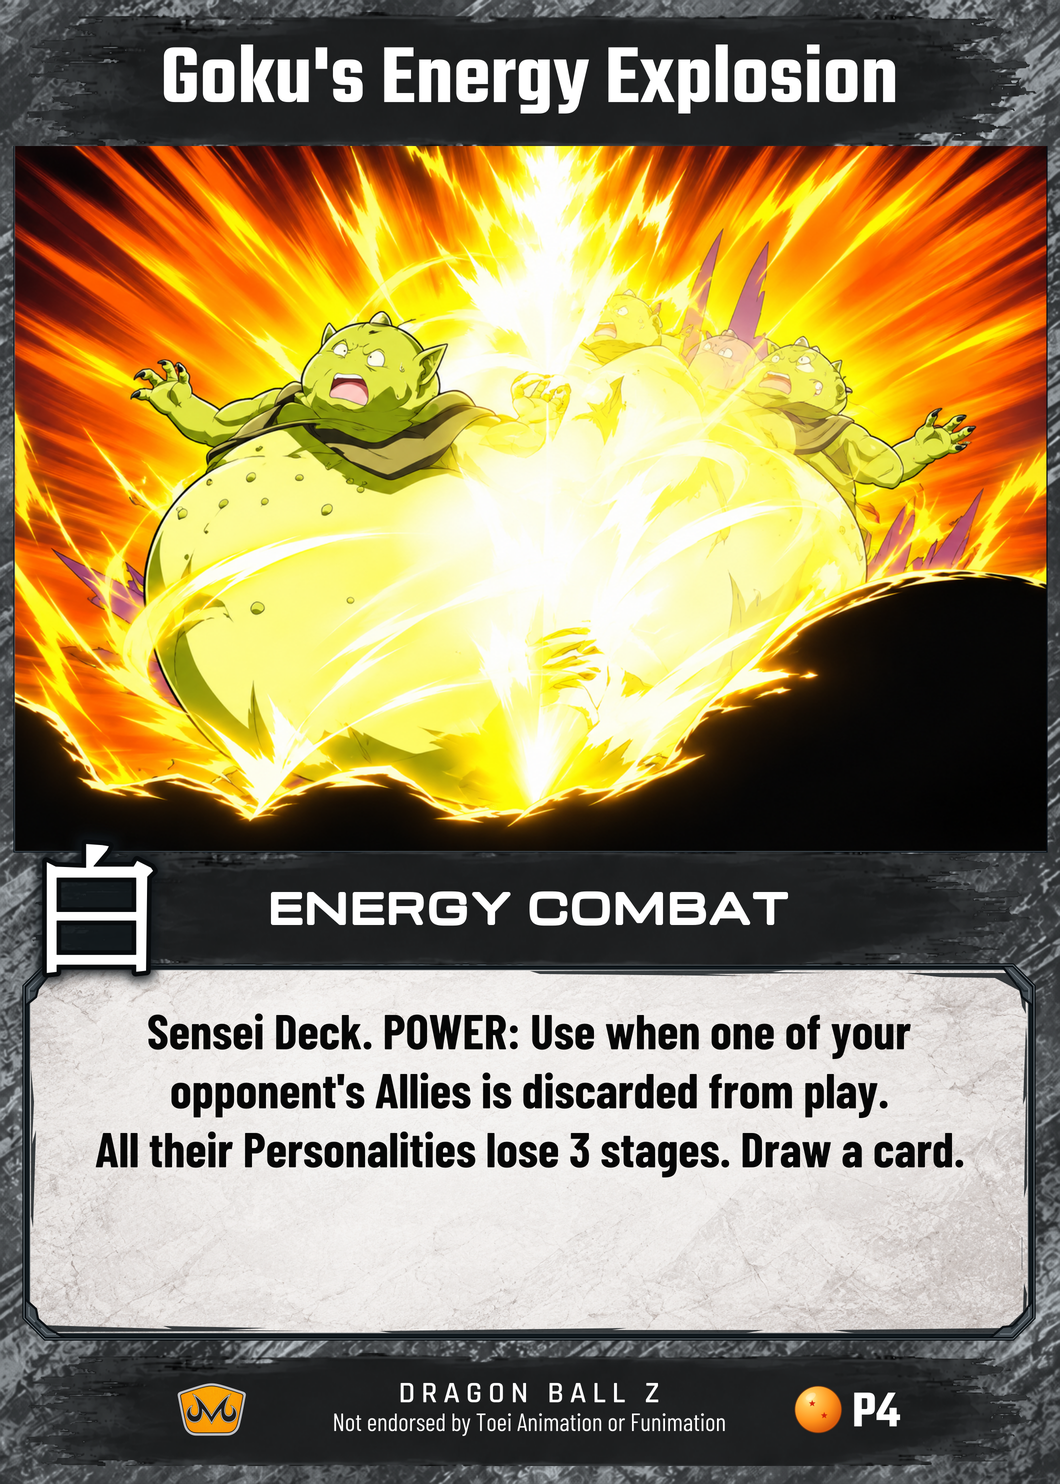 Goku's Energy Explosion
白
ENERGY COMBAT
Sensei Deck. POWER: Use when one of your
opponent's Allies is discarded from play.
All their Personalities lose 3 stages. Draw a card.
DRAGON BALL Z
Not endorsed by Toei Animation or Funimation
P4